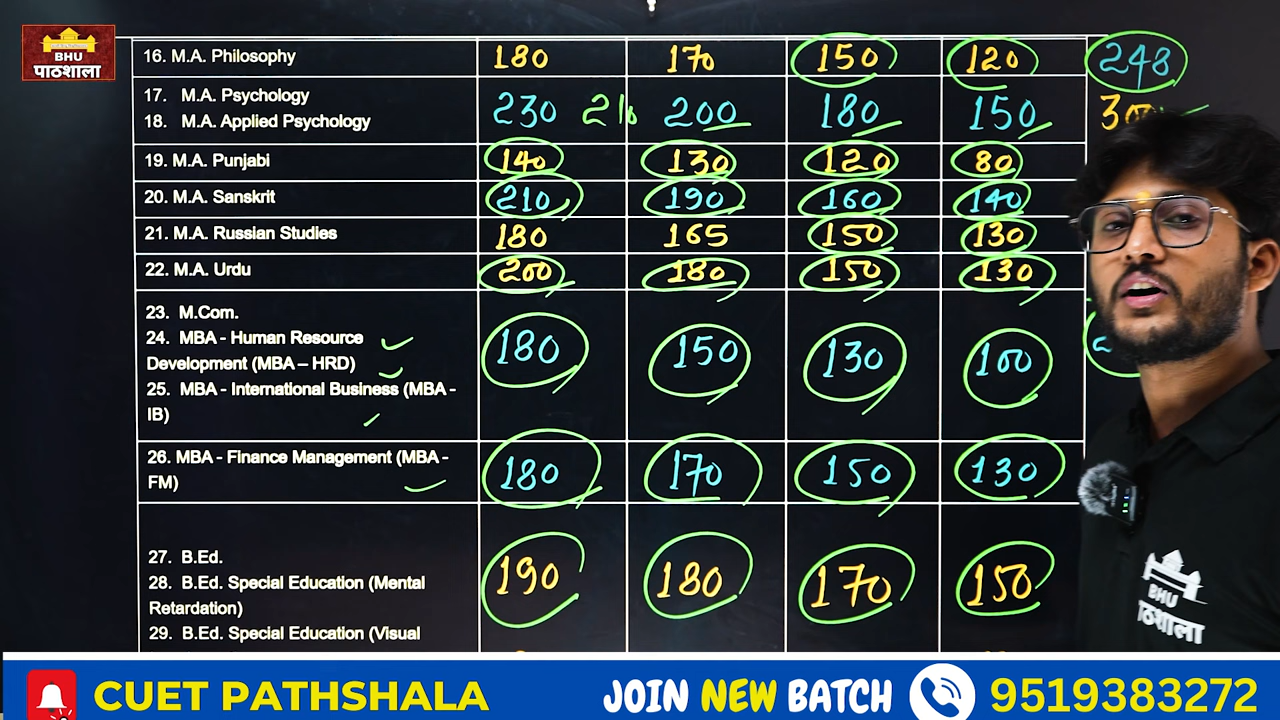 BHU
पाठशाला
16. M.A. Philosophy 180 170 150 120 248
17. M.A. Psychology
18. M.A. Applied Psychology 230 200 180 150
19. M.A. Punjabi 140 130 120 80
20. M.A. Sanskrit 210 190 160 140
21. M.A. Russian Studies 180 165 150 130
22. M.A. Urdu 200 180 150 130
23. M.Com.
24. MBA - Human Resource
Development (MBA – HRD) 180 150 130 100
25. MBA - International Business (MBA -
IB)
26. MBA - Finance Management (MBA -
FM) 180 170 150 130
27. B.Ed.
28. B.Ed. Special Education (Mental
Retardation) 190 180 170 150
29. B.Ed. Special Education (Visual
BHU
पाठशाला
CUET PATHSHALA JOIN NEW BATCH 9519383272